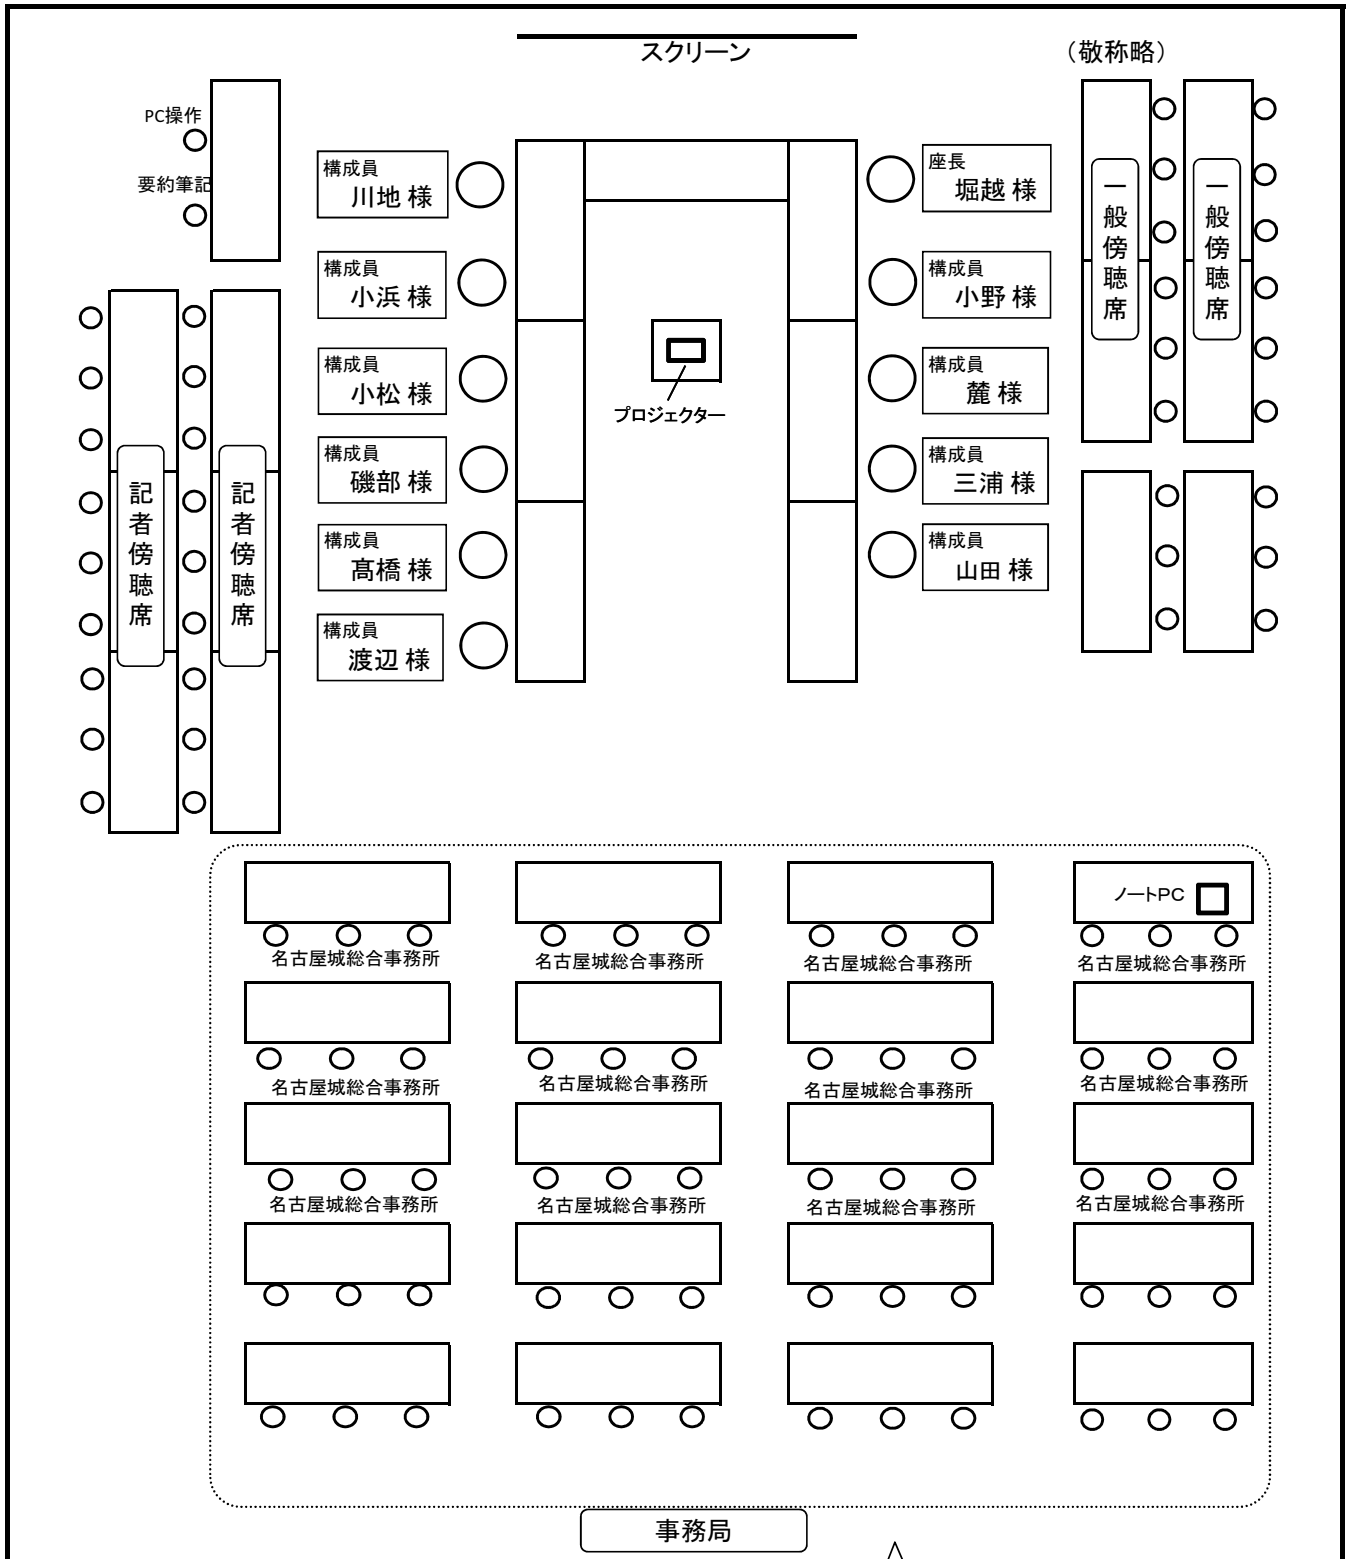 スクリーン
（敬称略）
PC操作
要約筆記
構成員
川地 様
構成員
小浜 様
構成員
小松 様
構成員
磯部 様
構成員
髙橋 様
構成員
渡辺 様
プロジェクター
座長
堀越 様
構成員
小野 様
構成員
麓 様
構成員
三浦 様
構成員
山田 様
一般傍聴席
一般傍聴席
記者傍聴席
記者傍聴席
ノートPC
名古屋城総合事務所
名古屋城総合事務所
名古屋城総合事務所
名古屋城総合事務所
名古屋城総合事務所
名古屋城総合事務所
名古屋城総合事務所
名古屋城総合事務所
名古屋城総合事務所
名古屋城総合事務所
名古屋城総合事務所
名古屋城総合事務所
事務局